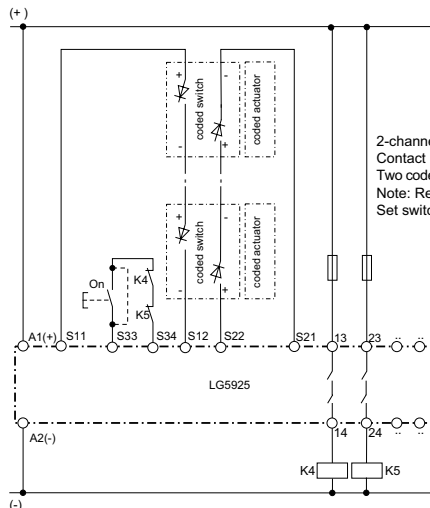 (+)
+
-
coded switch
coded actuator
-
+
2-channe
Contact
Two code
Note: Re
Set switc
+
-
coded switch
coded actuator
-
+
On
K4
K5
A1(+)
S11
S33
S34
S12
S22
S21
13
23
..
..
LG5925
A2(-)
14
24
..
..
K4
K5
(-)